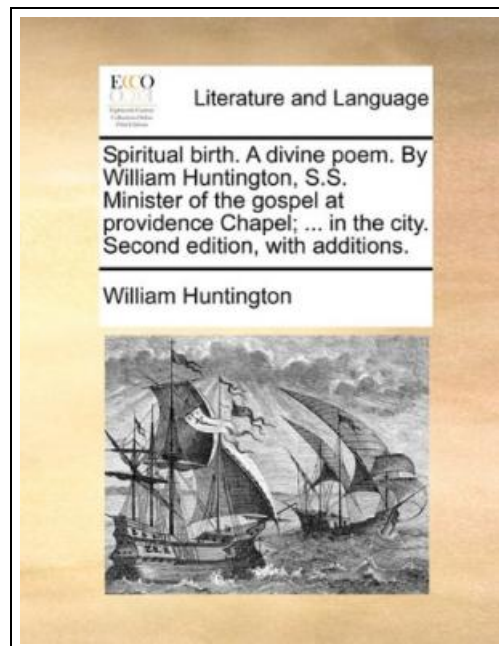 ECCO
Literature and Language
Spiritual birth. A divine poem. By
William Huntington, S.S.
Minister of the gospel at
providence Chapel; ... in the city.
Second edition, with additions.
William Huntington